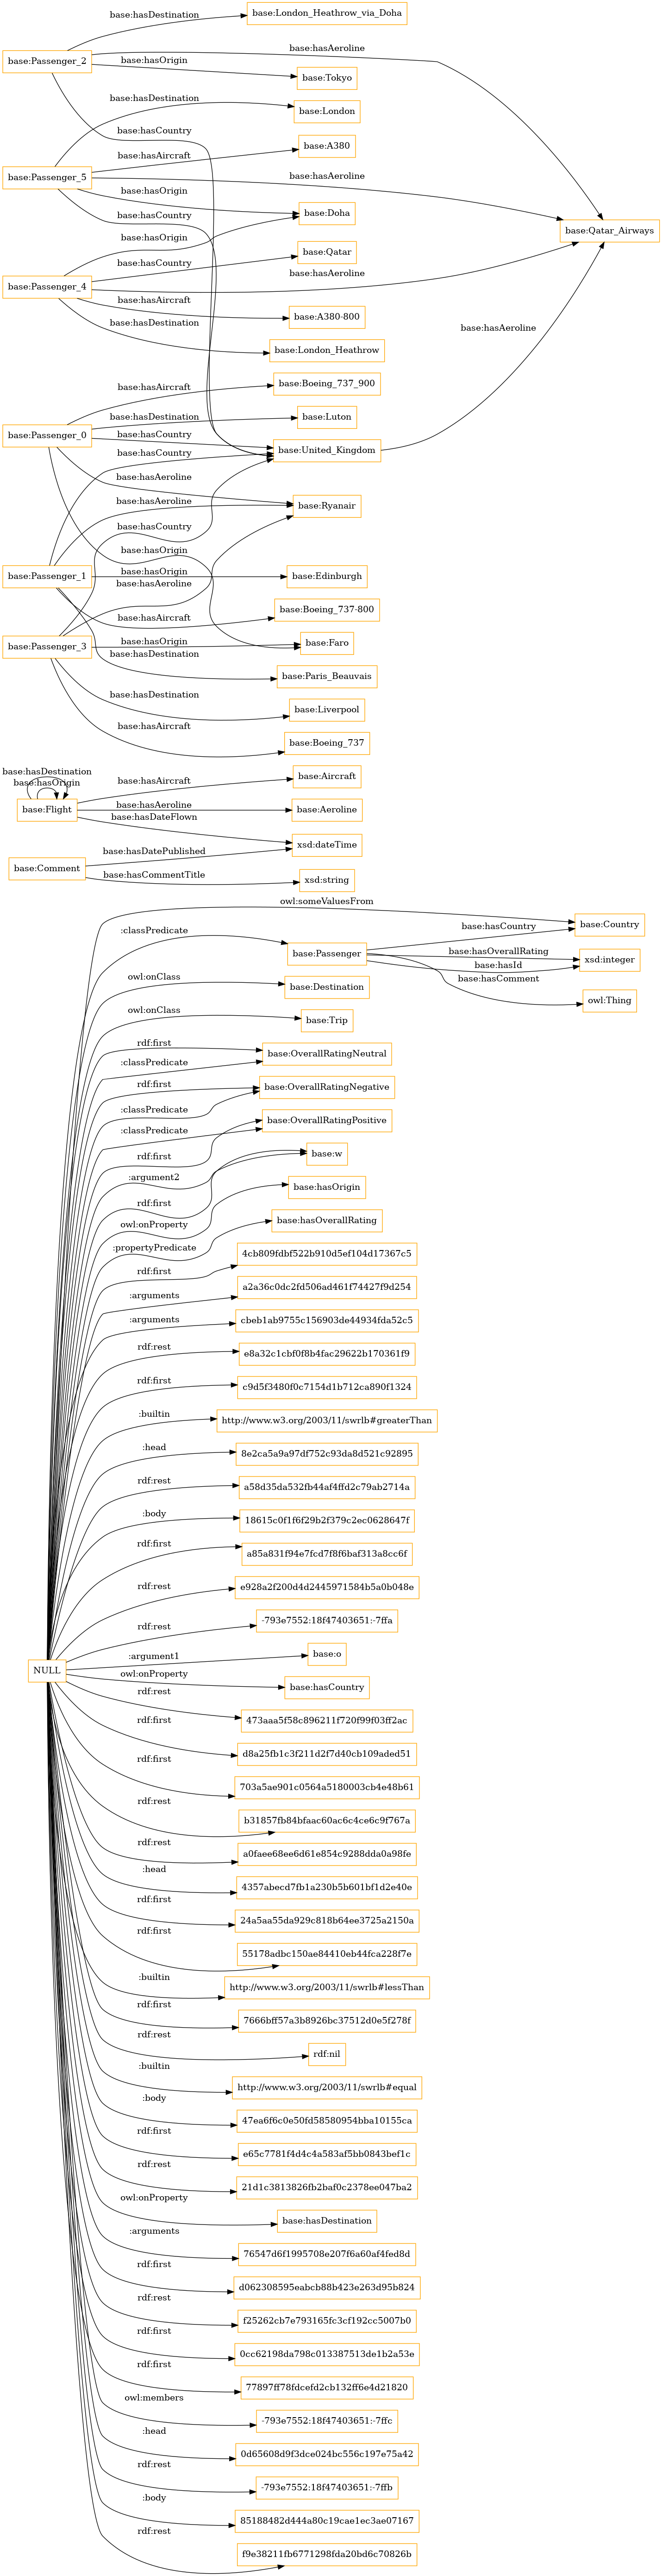 base:hasDestination
base:London_Heathrow_via_Doha
base:Passenger_2
base:hasAeroline
base:hasOrigin
base:Tokyo
base:hasDestination
base:London
base:hasCountry
base:A380
base:hasAircraft
base:Passenger_5
base:hasAeroline
base:hasOrigin
base:Doha
base:hasCountry
base:Qatar_Airways
base:hasOrigin
base:Qatar
base:hasCountry
base:hasAeroline
base:Passenger_4
base:hasAircraft
base:A380-800
base:hasDestination
base:hasAeroline
base:London_Heathrow
base:Boeing_737_900
base:hasAircraft
base:hasDestination
base:Luton
base:Passenger_0
base:hasCountry
base:United_Kingdom
base:hasCountry
base:hasAeroline
base:hasAeroline
base:Ryanair
base:hasCountry
base:hasOrigin
base:hasOrigin
base:Edinburgh
base:Passenger_1
base:hasAeroline
base:Boeing_737-800
base:hasAircraft
base:hasOrigin
base:Faro
base:Passenger_3
base:hasDestination
base:Paris_Beauvais
base:hasDestination
base:Liverpool
base:hasAircraft
base:Boeing_737
base:hasDestination
base:hasOrigin
base:hasAircraft
base:Aircraft
base:Flight
base:hasAeroline
base:Aeroline
base:hasDateFlown
base:hasDatePublished
xsd:dateTime
base:Comment
base:hasCommentTitle
xsd:string
owl:someValuesFrom
base:Country
:classPredicate
base:hasCountry
base:Passenger
base:hasOverallRating
xsd:integer
base:hasId
owl:onClass
base:hasComment
base:Destination
owl:Thing
owl:onClass
base:Trip
rdf:first
base:OverallRatingNeutral
:classPredicate
rdf:first
base:OverallRatingNegative
:classPredicate
base:OverallRatingPositive
:classPredicate
rdf:first
base:w
:argument2
rdf:first
base:hasOrigin
owl:onProperty
base:hasOverallRating
:propertyPredicate
4cb809fdbf522b910d5ef104d17367c5
rdf:first
a2a36c0dc2fd506ad461f74427f9d254
:arguments
cbeb1ab9755c156903de44934fda52c5
:arguments
rdf:rest
e8a32c1cbf0f8b4fac29622b170361f9
rdf:first
c9d5f3480f0c7154d1b712ca890f1324
:builtin
http://www.w3.org/2003/11/swrlb#greaterThan
:head
8e2ca5a9a97df752c93da8d521c92895
rdf:rest
a58d35da532fb44af4ffd2c79ab2714a
:body
18615c0f1f6f29b2f379c2ec0628647f
rdf:first
a85a831f94e7fcd7f8f6baf313a8cc6f
rdf:rest
e928a2f200d4d2445971584b5a0b048e
rdf:rest
-793e7552:18f47403651:-7ffa
:argument1
base:o
NULL
owl:onProperty
base:hasCountry
rdf:rest
473aaa5f58c896211f720f99f03ff2ac
rdf:first
d8a25fb1c3f211d2f7d40cb109aded51
rdf:first
703a5ae901c0564a5180003cb4e48b61
rdf:rest
b31857fb84bfaac60ac6c4ce6c9f767a
rdf:rest
a0faee68ee6d61e854c9288dda0a98fe
:head
4357abecd7fb1a230b5b601bf1d2e40e
rdf:first
24a5aa55da929c818b64ee3725a2150a
rdf:first
55178adbc150ae84410eb44fca228f7e
:builtin
http://www.w3.org/2003/11/swrlb#lessThan
rdf:first
7666bff57a3b8926bc37512d0e5f278f
rdf:rest
rdf:nil
:builtin
http://www.w3.org/2003/11/swrlb#equal
:body
47ea6f6c0e50fd58580954bba10155ca
rdf:first
e65c7781f4d4c4a583af5bb0843bef1c
rdf:rest
21d1c3813826fb2baf0c2378ee047ba2
owl:onProperty
base:hasDestination
:arguments
76547d6f1995708e207f6a60af4fed8d
rdf:first
d062308595eabcb88b423e263d95b824
rdf:rest
f25262cb7e793165fc3cf192cc5007b0
rdf:first
0cc62198da798c013387513de1b2a53e
rdf:first
77897ff78fdcefd2cb132ff6e4d21820
owl:members
-793e7552:18f47403651:-7ffc
:head
0d65608d9f3dce024bc556c197e75a42
rdf:rest
-793e7552:18f47403651:-7ffb
:body
85188482d444a80c19cae1ec3ae07167
rdf:rest
f9e38211fb6771298fda20bd6c70826b